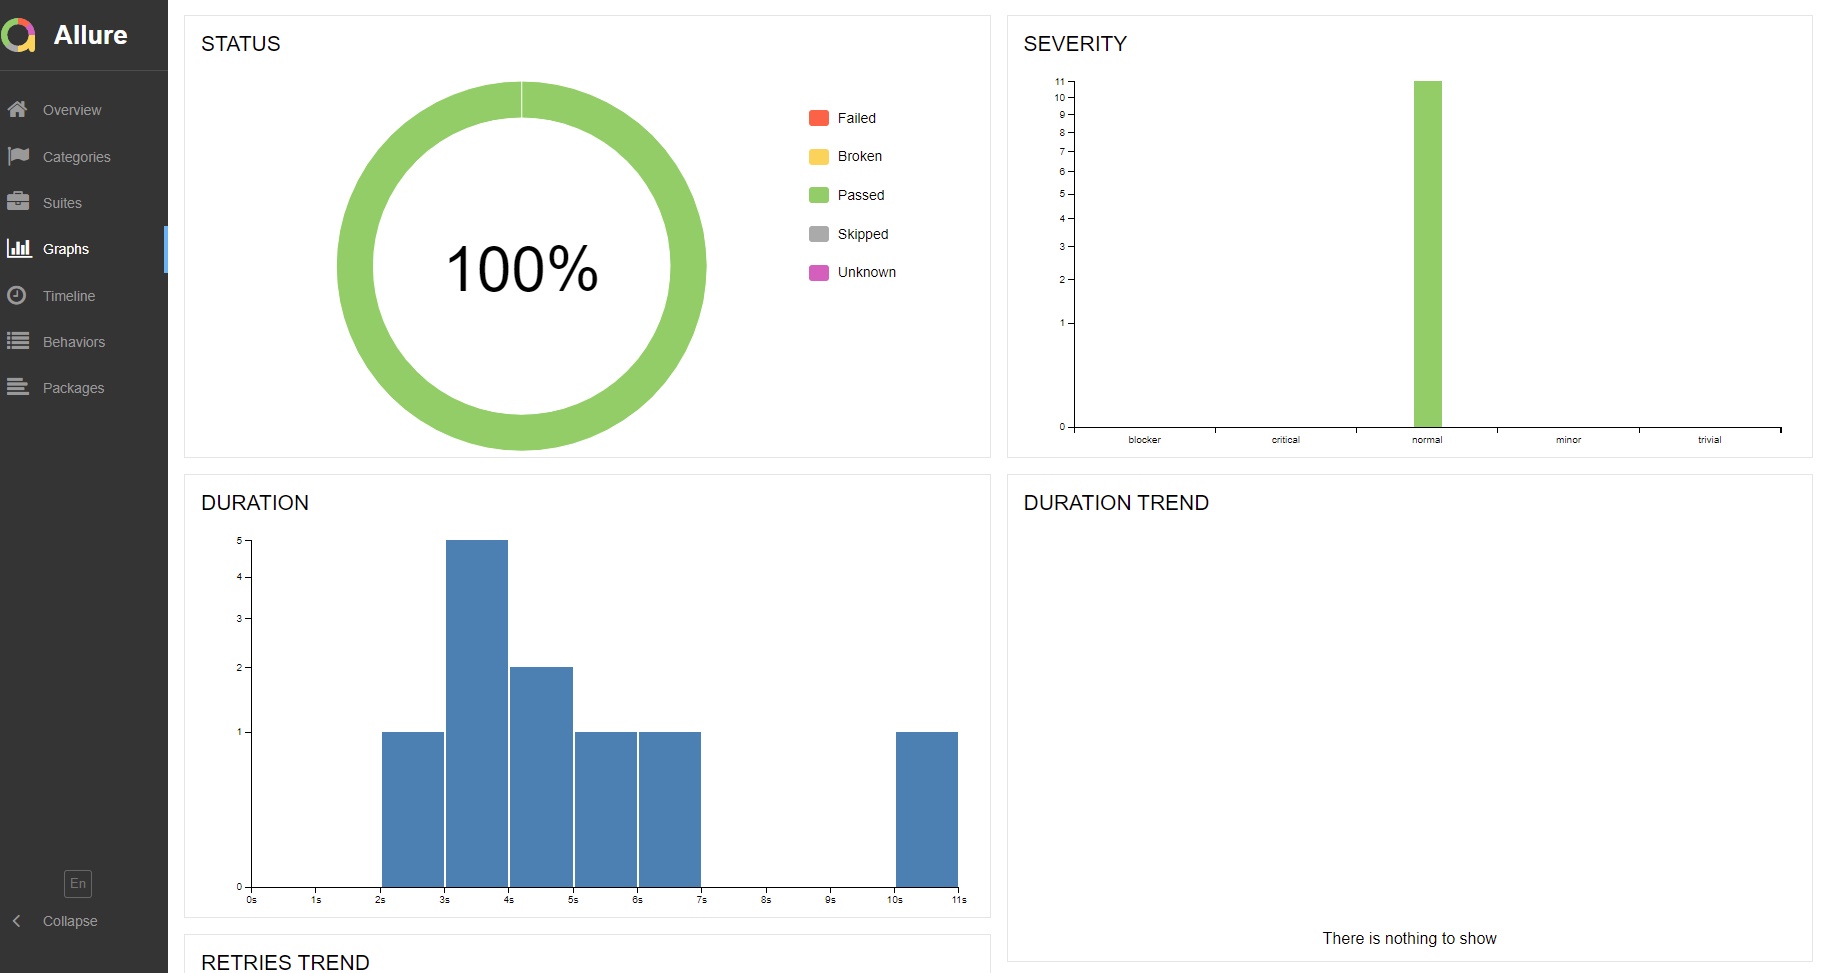 Allure
Overview
Categories
Suites
Graphs
Timeline
Behaviors
Packages
En
Collapse
STATUS
100%
Failed
Broken
Passed
Skipped
Unknown
SEVERITY
11
10
9
8
7
6
5
4
3
2
1
0
blocker critical normal minor trivial
DURATION
5
4
3
2
1
0
0s 1s 2s 3s 4s 5s 6s 7s 8s 9s 10s 11s
DURATION TREND
There is nothing to show
RETRIES TREND